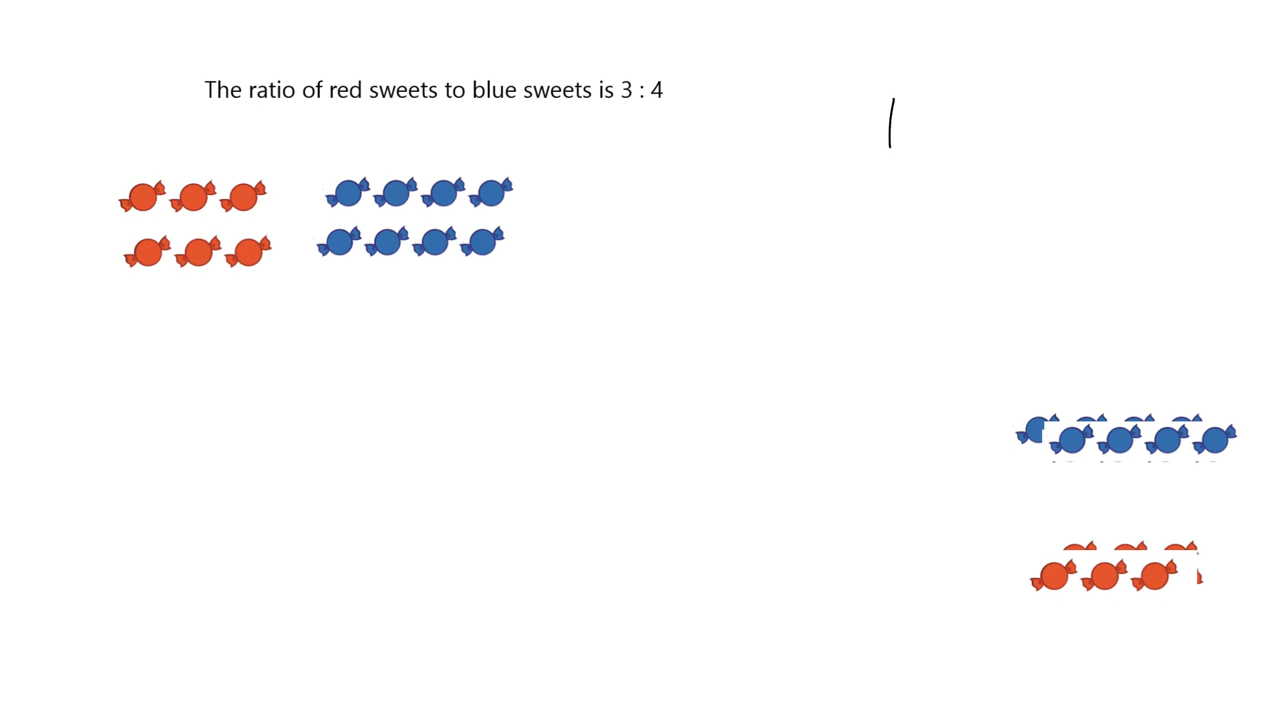 The ratio of red sweets to blue sweets is 3 : 4